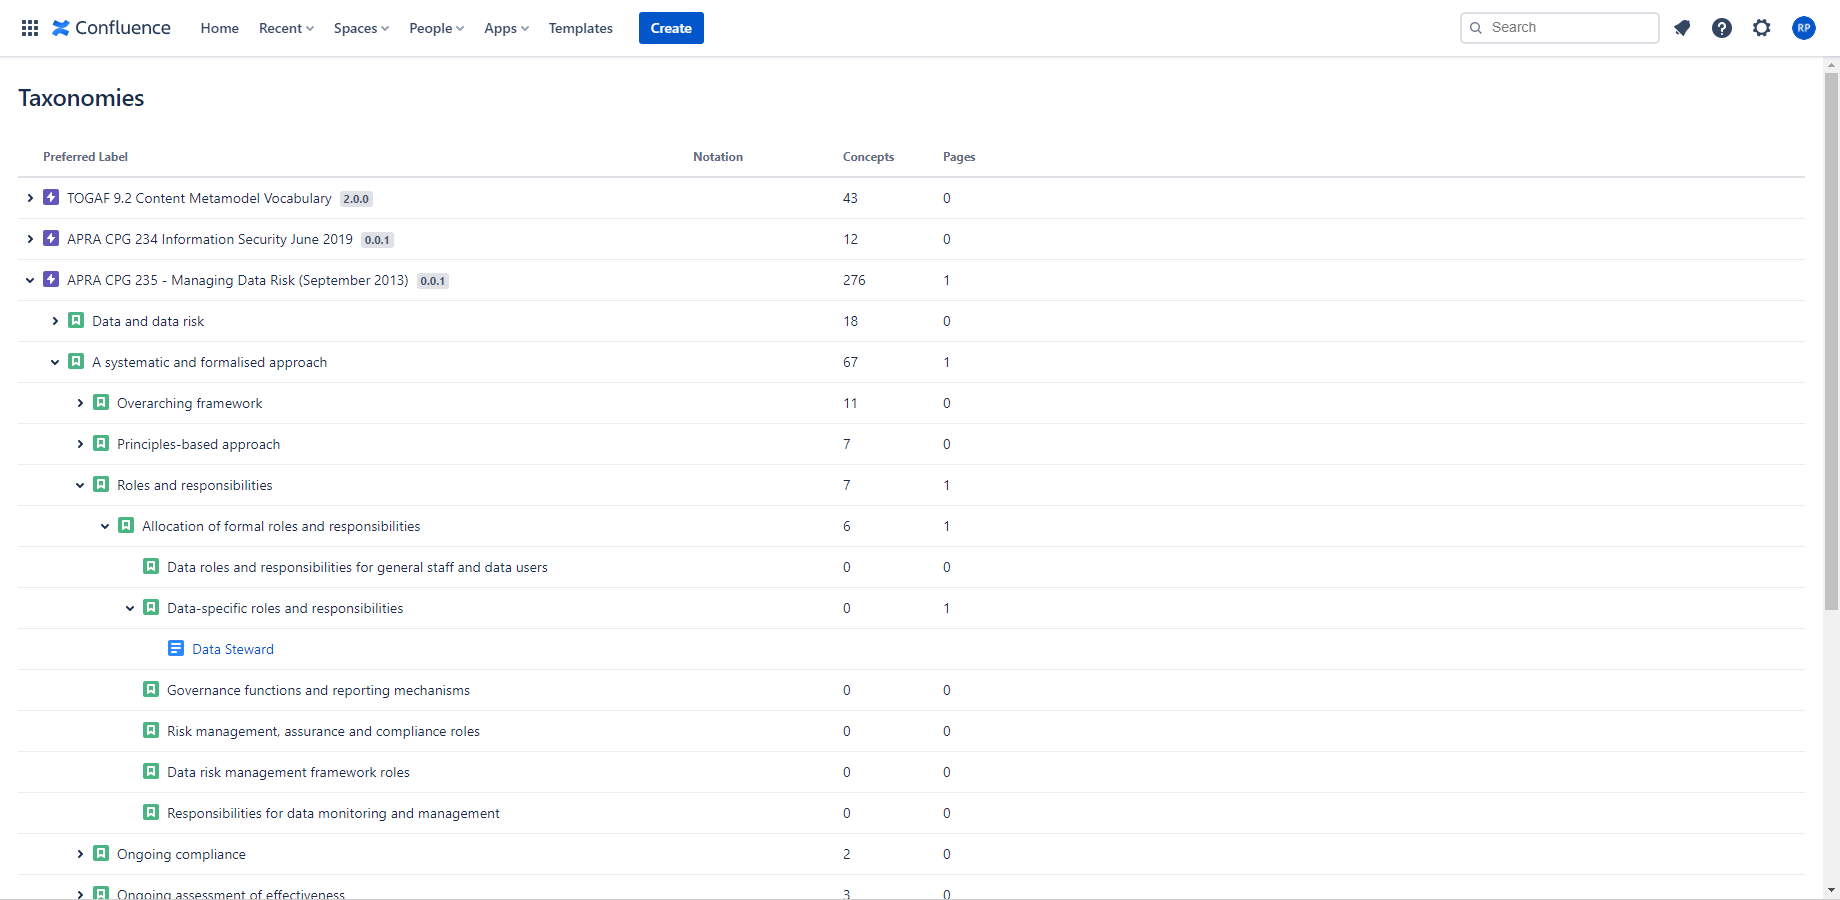 Confluence Home Recent Spaces People Apps Templates Create Search RP
Taxonomies
Preferred Label Notation Concepts Pages
TOGAF 9.2 Content Metamodel Vocabulary 2.0.0 43 0
APRA CPG 234 Information Security June 2019 0.0.1 12 0
APRA CPG 235 - Managing Data Risk (September 2013) 0.0.1 276 1
Data and data risk 18 0
A systematic and formalised approach 67 1
Overarching framework 11 0
Principles-based approach 7 0
Roles and responsibilities 7 1
Allocation of formal roles and responsibilities 6 1
Data roles and responsibilities for general staff and data users 0 0
Data-specific roles and responsibilities 0 1
Data Steward
Governance functions and reporting mechanisms 0 0
Risk management, assurance and compliance roles 0 0
Data risk management framework roles 0 0
Responsibilities for data monitoring and management 0 0
Ongoing compliance 2 0
Ongoing assessment of effectiveness 3 0